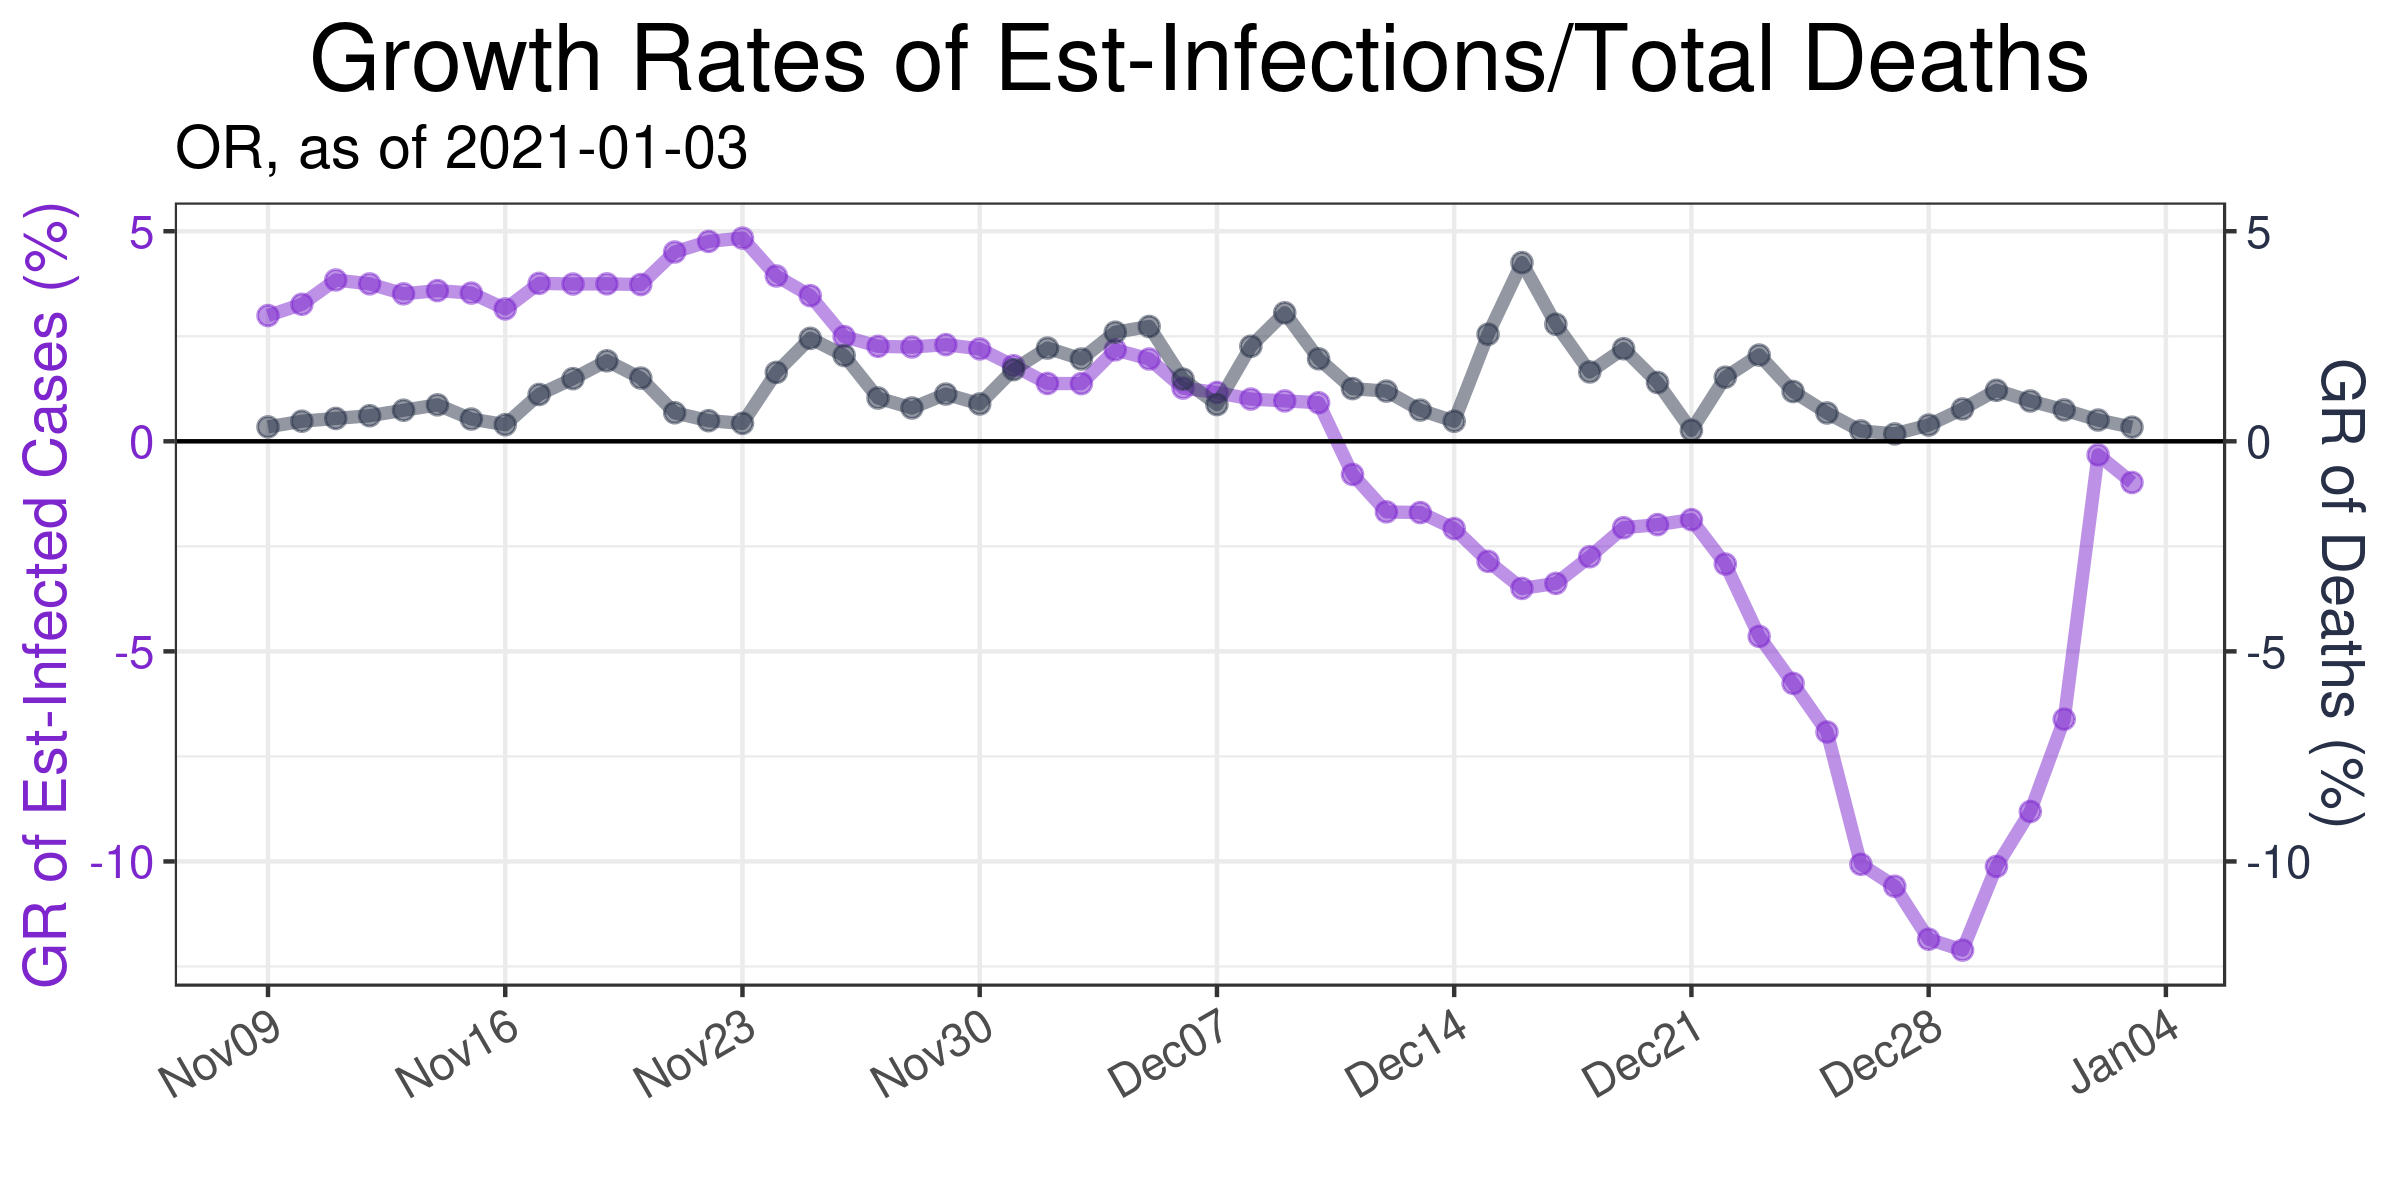 Growth Rates of Est-Infections/Total Deaths
OR, as of 2021-01-03
GR of Est-Infected Cases (%)
5
0
-5
-10
5
0
-5
-10
GR of Deaths (%)
Nov09
Nov16
Nov23
Nov30
Dec07
Dec14
Dec21
Dec28
Jan04